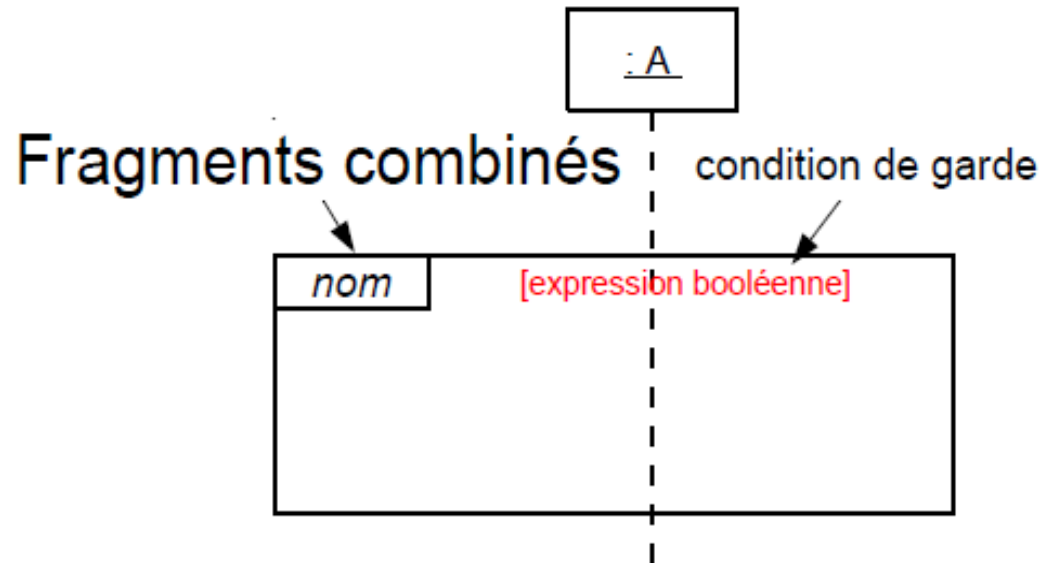 : A
Fragments combinés
condition de garde
nom
[expression booléenne]